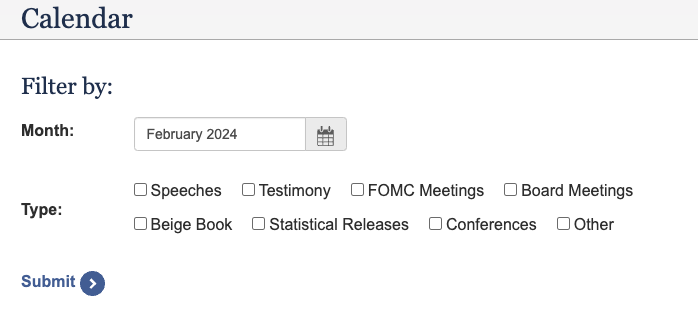 Calendar
Filter by:
Month:
February 2024
Type:
Speeches Testimony FOMC Meetings Board Meetings
Beige Book Statistical Releases Conferences Other
Submit